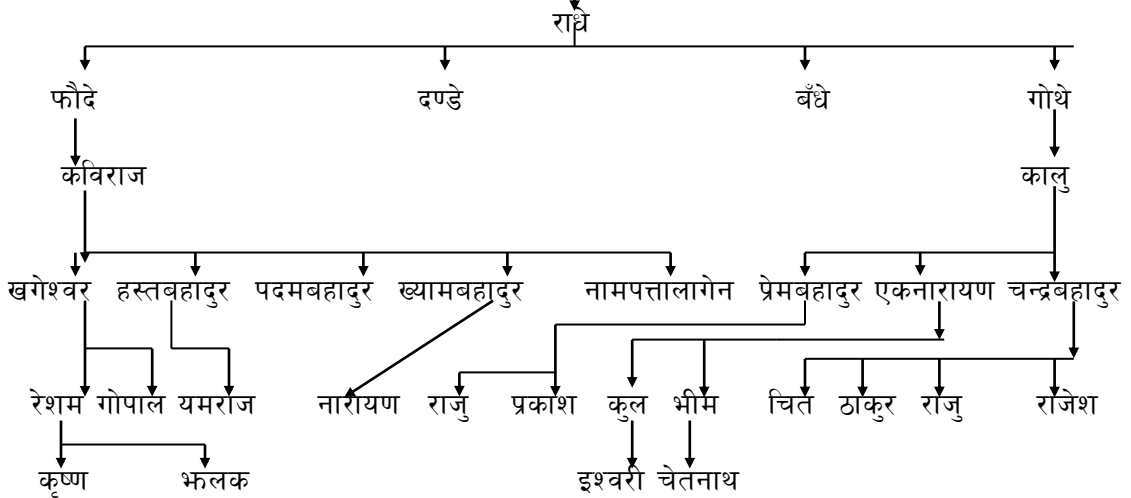 राधे
फौदे दण्डे बँधे गोथे
कविराज कालु
खगेश्वर हस्तबहादुर पदमबहादुर ख्यामबहादुर नामपत्तालागेन प्रेमबहादुर एकनारायण चन्द्रबहादुर
रेशम गोपाल यमराज नारायण राजु प्रकाश कुल भीम चित ठाकुर राजु राजेश
कृष्ण झलक इश्वरी चेतनाथ